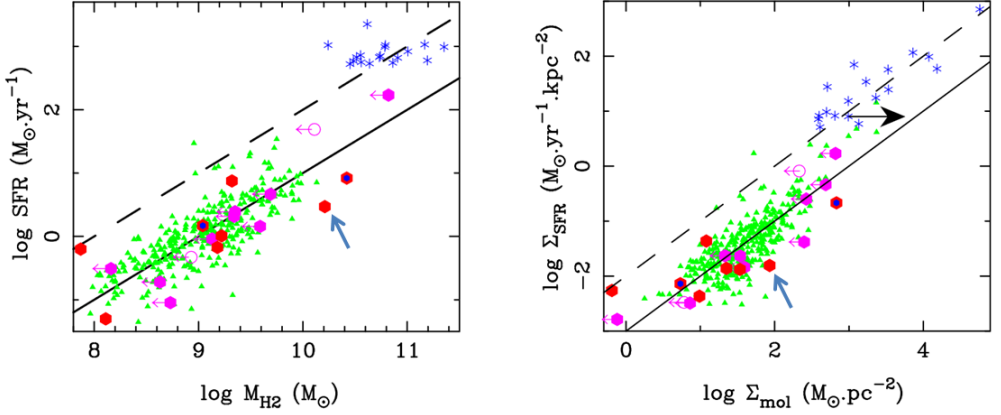 log SFR (M⊙.yr⁻¹)
2
0
8 9 10 11
log M_H2 (M⊙)
log Σ_SFR (M⊙.yr⁻¹.kpc⁻²)
2
0
−2
0 2 4
log Σ_mol (M⊙.pc⁻²)